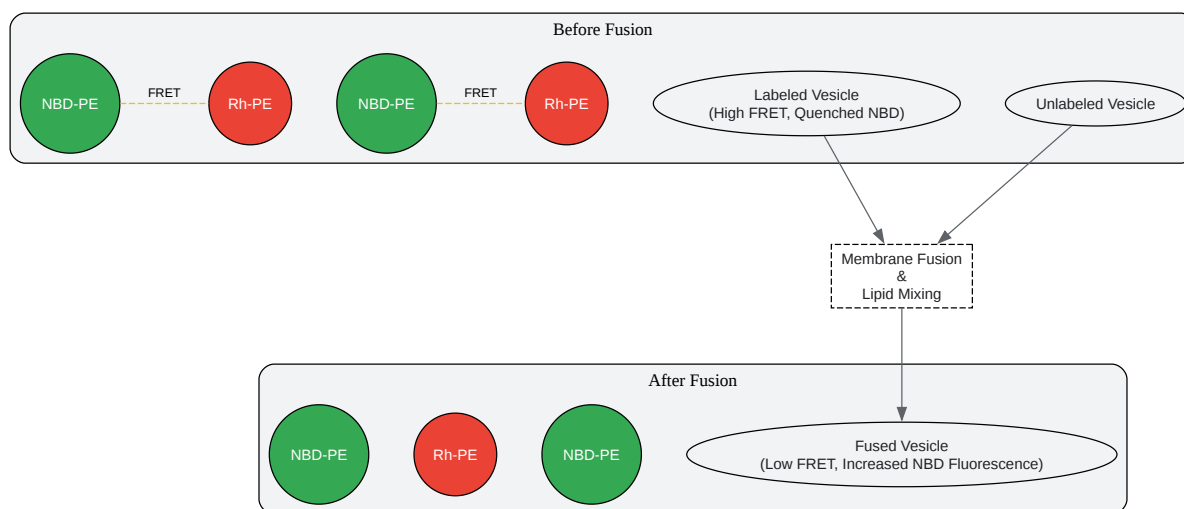 Before Fusion
NBD-PE
FRET
Rh-PE
NBD-PE
FRET
Rh-PE
Labeled Vesicle
(High FRET, Quenched NBD)
Unlabeled Vesicle
Membrane Fusion
&
Lipid Mixing
After Fusion
NBD-PE
Rh-PE
NBD-PE
Fused Vesicle
(Low FRET, Increased NBD Fluorescence)